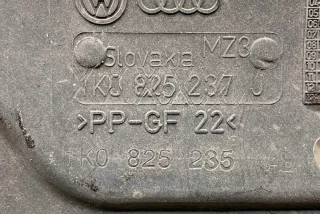 Slovakia MZ3
1K0 825 237 J
>PP-GF 22<
1K0 825 235